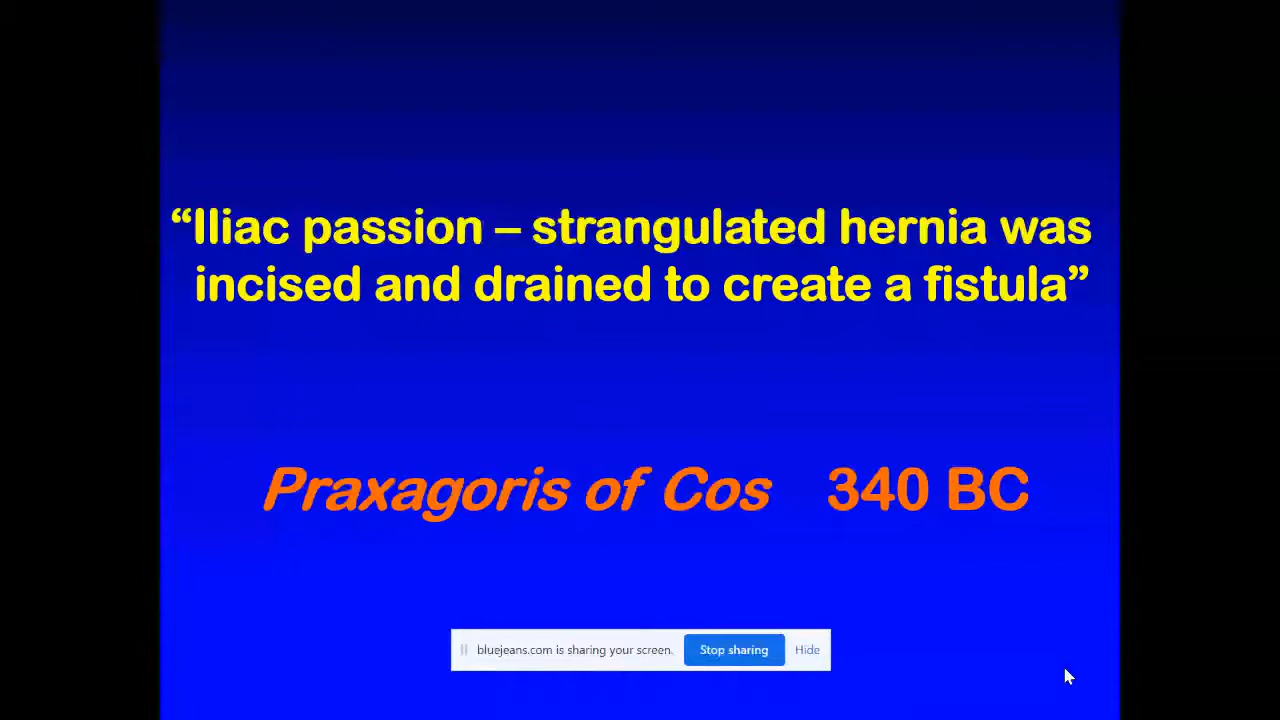 “Iliac passion – strangulated hernia was
incised and drained to create a fistula”
Praxagoris of Cos 340 BC
bluejeans.com is sharing your screen. Stop sharing Hide